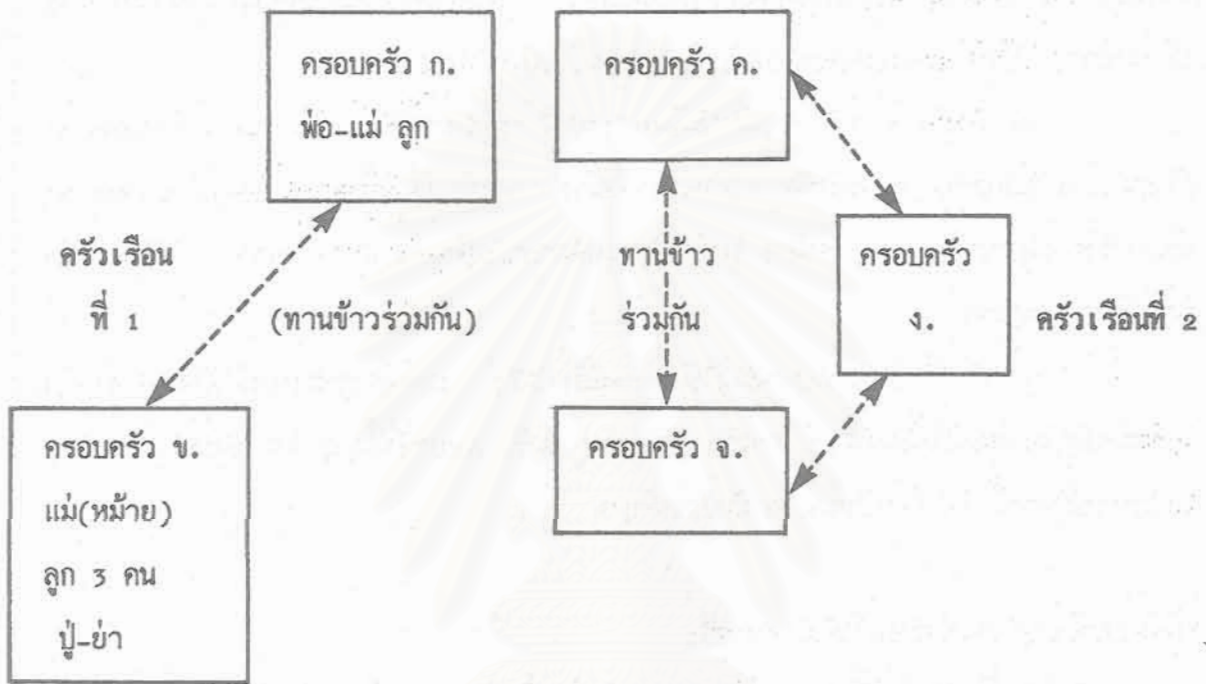 ครอบครัว ก.
พ่อ-แม่ ลูก
ครัวเรือน
ที่ 1
(ทานข้าวร่วมกัน)
ครอบครัว ข.
แม่(หม้าย)
ลูก 3 คน
ปู่-ย่า
ครอบครัว ค.
ทานข้าว
ร่วมกัน
ครอบครัว
ง.
ครัวเรือนที่ 2
ครอบครัว จ.